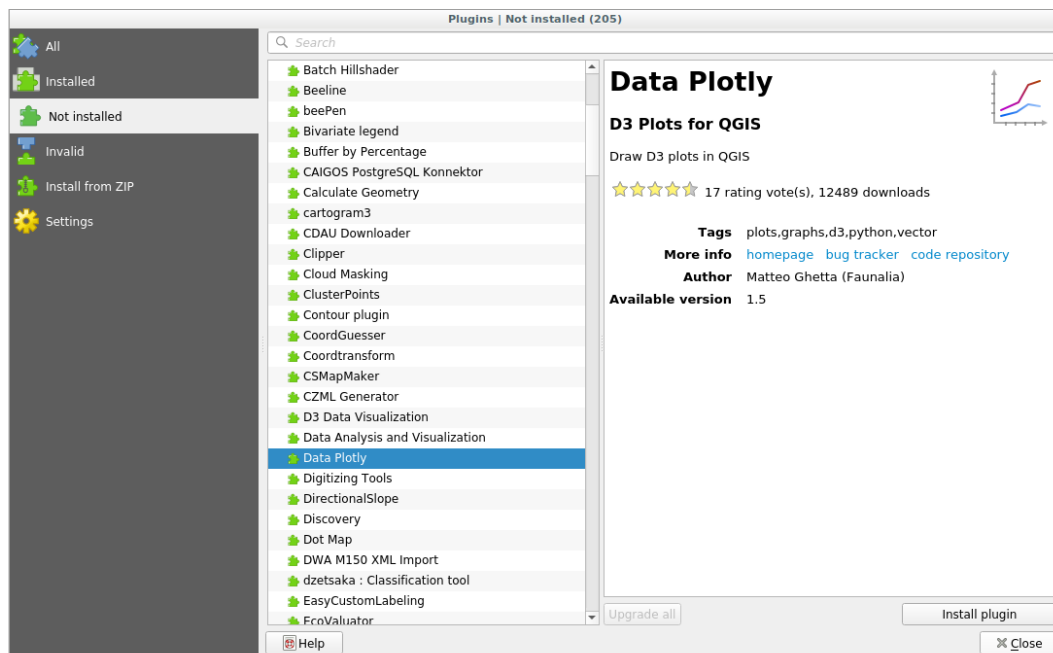 Plugins | Not installed (205)
All
Installed
Not installed
Invalid
Install from ZIP
Settings
Search
Batch Hillshader
Beeline
beePen
Bivariate legend
Buffer by Percentage
CAIGOS PostgreSQL Konnektor
Calculate Geometry
cartogram3
CDAU Downloader
Clipper
Cloud Masking
ClusterPoints
Contour plugin
CoordGuesser
Coordtransform
CSMapMaker
CZML Generator
D3 Data Visualization
Data Analysis and Visualization
Data Plotly
Digitizing Tools
DirectionalSlope
Discovery
Dot Map
DWA M150 XML Import
dzetsaka : Classification tool
EasyCustomLabeling
EcoValuator
Data Plotly
D3 Plots for QGIS
Draw D3 plots in QGIS
17 rating vote(s), 12489 downloads
Tags plots,graphs,d3,python,vector
More info homepage bug tracker code repository
Author Matteo Ghetta (Faunalia)
Available version 1.5
Upgrade all
Install plugin
Help
Close